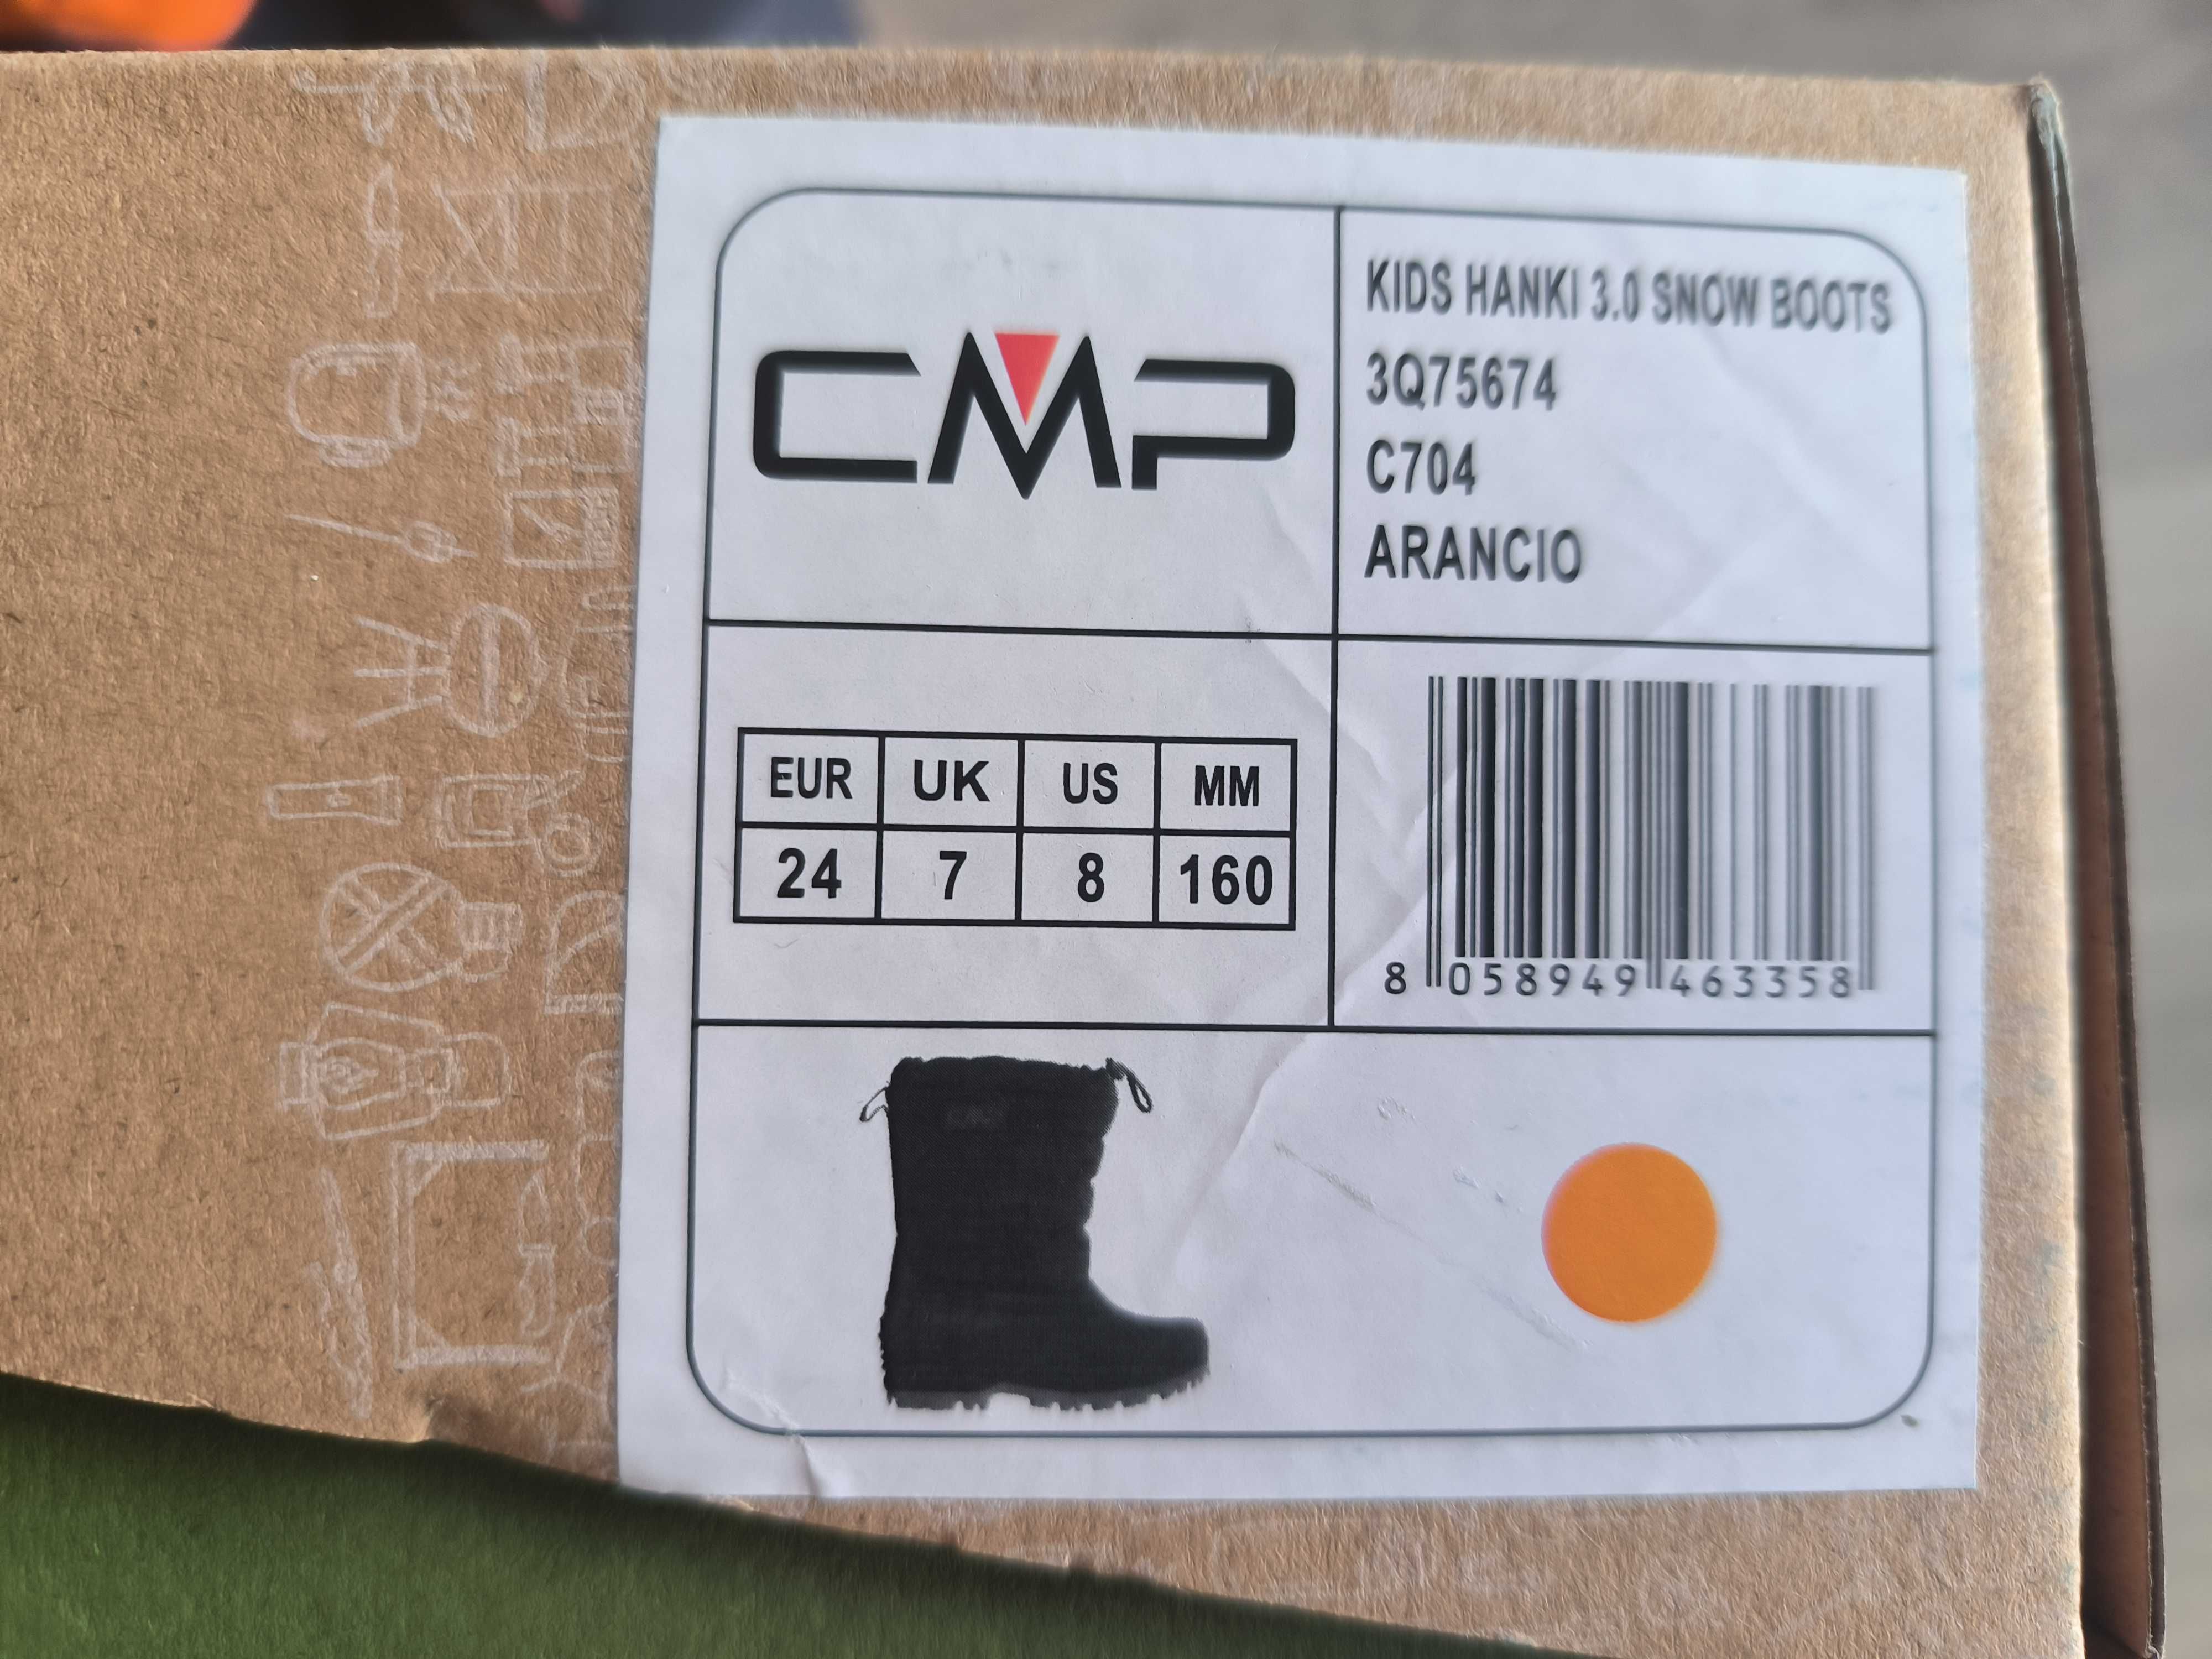 CMP
KIDS HANKI 3.0 SNOW BOOTS
3Q75674
C704
ARANCIO
EUR UK US MM
24 7 8 160
8 058949 463358